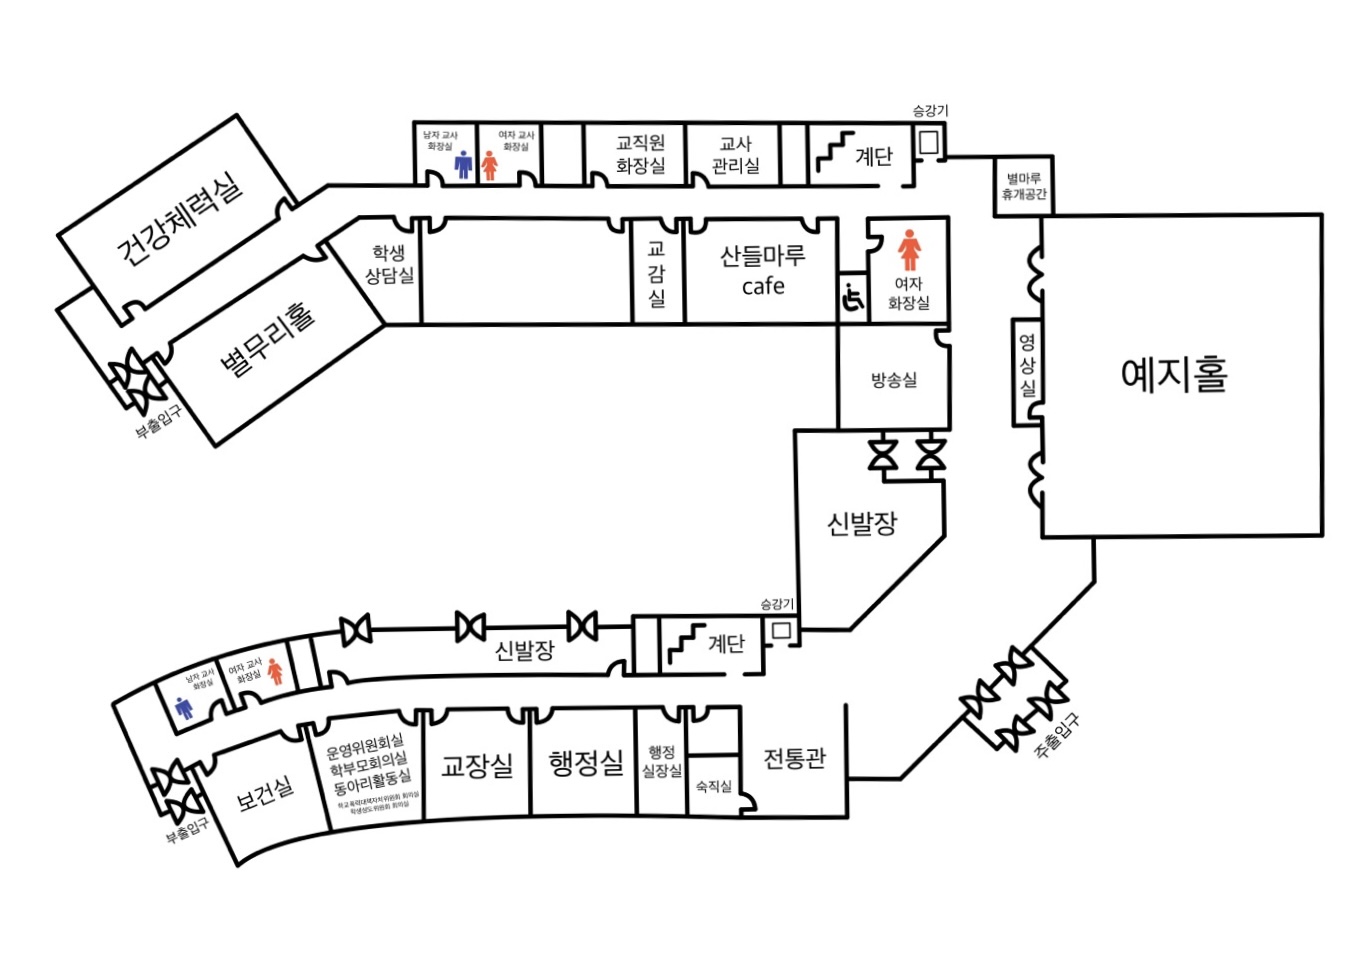 승강기
남자 교사
화장실
여자 교사
화장실
교직원
화장실
교사
관리실
계단
별마루
휴개공간
건강체력실
학생
상담실
교
감
실
산들마루
cafe
여자
화장실
별무리홀
부출입구
방송실
영
상
실
예지홀
신발장
승강기
계단
신발장
남자 교사
화장실
여자 교사
화장실
주출입구
보건실
부출입구
운영위원회실
학부모회의실
동아리활동실
학교폭력대책자치위원회 회의실
학생생도위원회 회의실
교장실
행정실
행정
실장실
숙직실
전통관